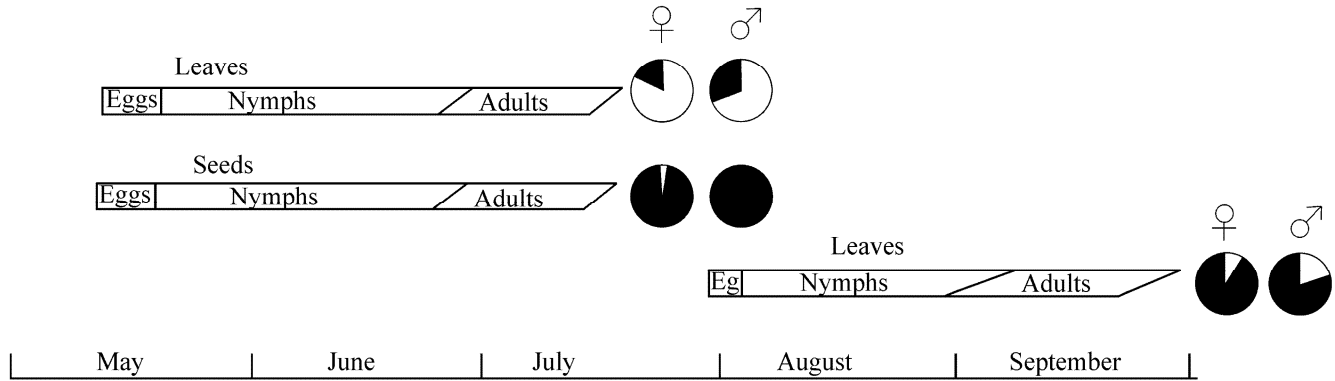 ♀ ♂
Leaves
Eggs Nymphs Adults
Seeds
Eggs Nymphs Adults
♀ ♂
Leaves
Eg Nymphs Adults
May June July August September